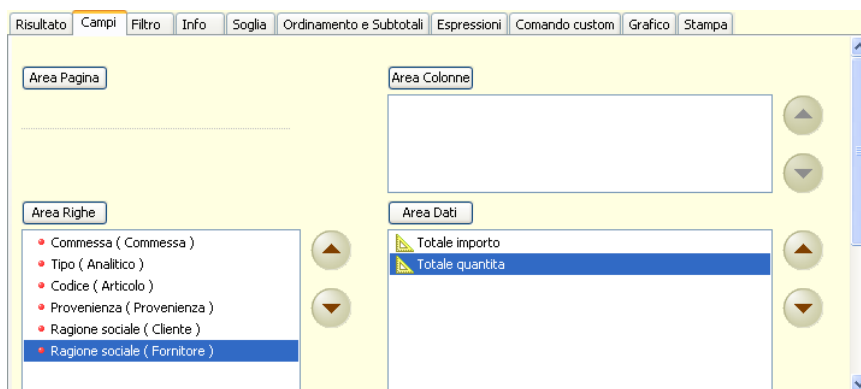 Risultato Campi Filtro Info Soglia Ordinamento e Subtotali Espressioni Comando custom Grafico Stampa
Area Pagina
Area Colonne
Area Righe
Commessa ( Commessa )
Tipo ( Analitico )
Codice ( Articolo )
Provenienza ( Provenienza )
Ragione sociale ( Cliente )
Ragione sociale ( Fornitore )
Area Dati
Totale importo
Totale quantita